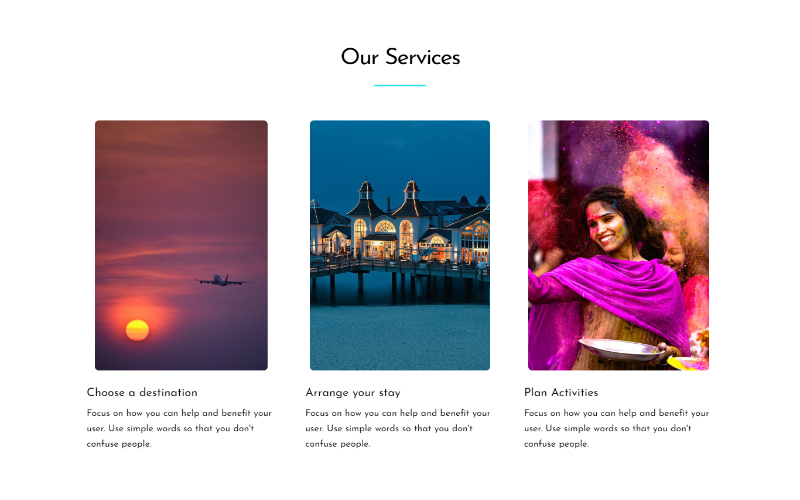 Our Services
Choose a destination
Focus on how you can help and benefit your
user. Use simple words so that you don't
confuse people.
Arrange your stay
Focus on how you can help and benefit your
user. Use simple words so that you don't
confuse people.
Plan Activities
Focus on how you can help and benefit your
user. Use simple words so that you don't
confuse people.